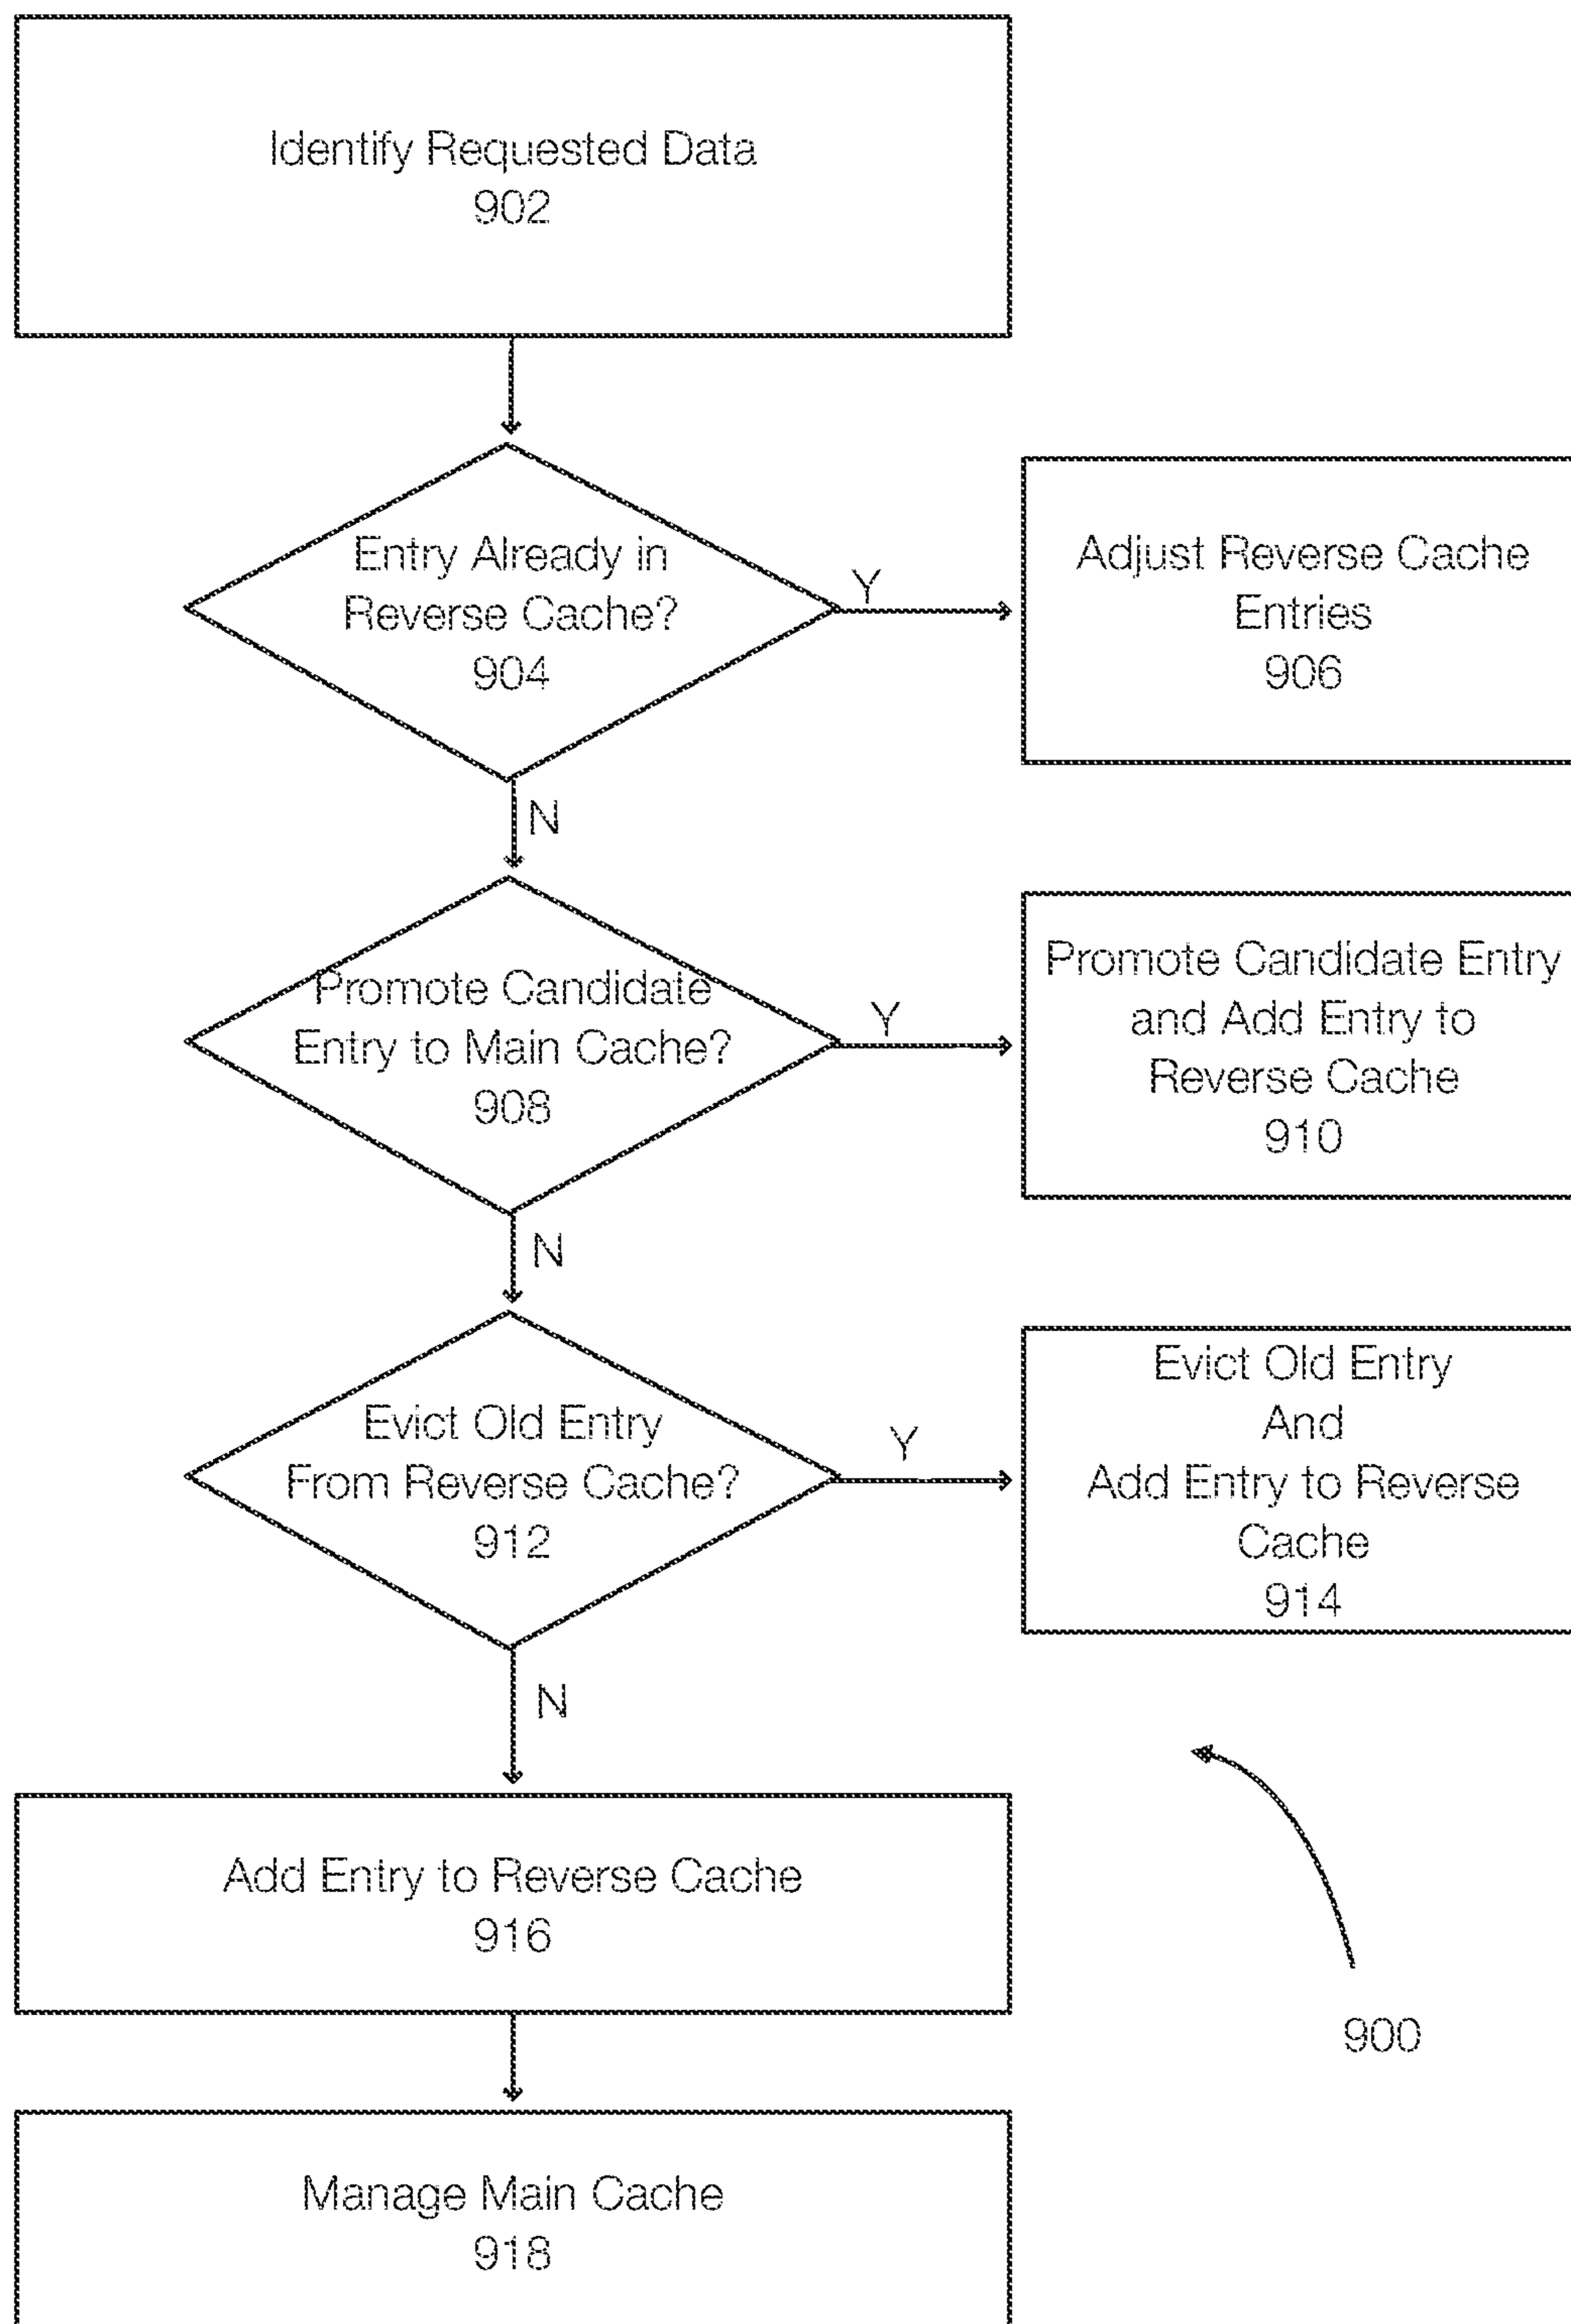 Identify Requested Data
902
Entry Already in
Reverse Cache?
904
Y
Adjust Reverse Cache
Entries
906
N
Promote Candidate
Entry to Main Cache?
908
Y
Promote Candidate Entry
and Add Entry to
Reverse Cache
910
N
Evict Old Entry
From Reverse Cache?
912
Y
Evict Old Entry
And
Add Entry to Reverse
Cache
914
N
Add Entry to Reverse Cache
916
900
Manage Main Cache
918